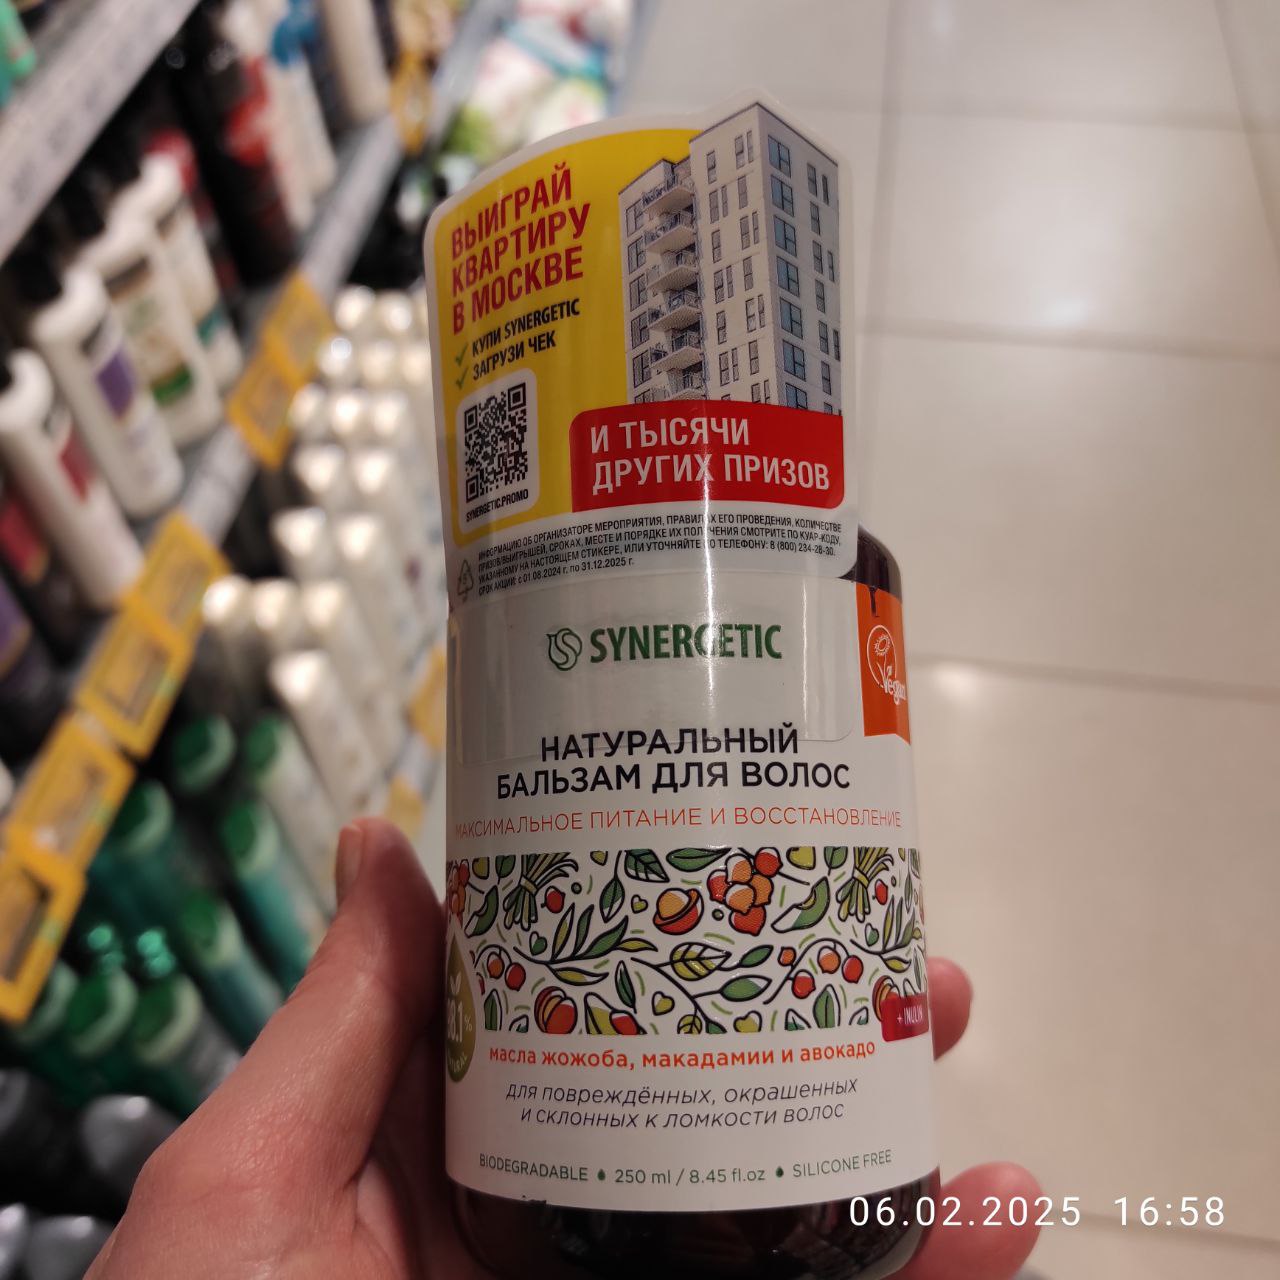 ВЫИГРАЙ
КВАРТИРУ
В МОСКВЕ
КУПИ SYNERGETIC
ЗАГРУЗИ ЧЕК
SYNERGETIC.PROMO
И ТЫСЯЧИ
ДРУГИХ ПРИЗОВ
ИНФОРМАЦИЮ ОБ ОРГАНИЗАТОРЕ МЕРОПРИЯТИЯ, ПРАВИЛАХ ЕГО ПРОВЕДЕНИЯ, КОЛИЧЕСТВЕ
ПРИЗОВ/ВЫИГРЫШЕЙ, СРОКАХ, МЕСТЕ И ПОРЯДКЕ ИХ ПОЛУЧЕНИЯ СМОТРИТЕ ПО КУАР-КОДУ,
УКАЗАННОМУ НА НАСТОЯЩЕМ СТИКЕРЕ, ИЛИ УТОЧНЯЙТЕ ПО ТЕЛЕФОНУ: 8 (800) 234-28-30.
СРОК АКЦИИ: с 01.08.2024 г. по 31.12.2025 г.
SYNERGETIC
Vegan
НАТУРАЛЬНЫЙ
БАЛЬЗАМ ДЛЯ ВОЛОС
МАКСИМАЛЬНОЕ ПИТАНИЕ И ВОССТАНОВЛЕНИЕ
+ INULIN
масла жожоба, макадамии и авокадо
для повреждённых, окрашенных
и склонных к ломкости волос
BIODEGRADABLE 250 ml / 8.45 fl.oz SILICONE FREE
06.02.2025 16:58